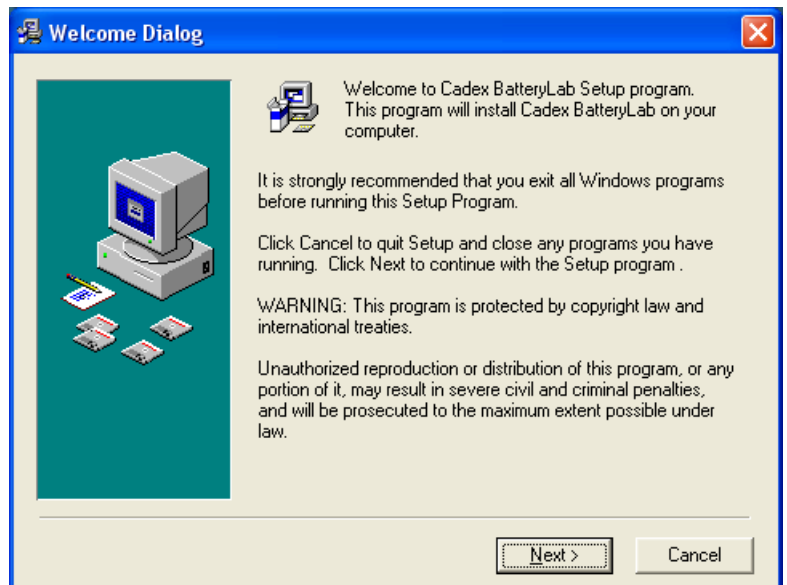 Welcome Dialog
Welcome to Cadex BatteryLab Setup program.
This program will install Cadex BatteryLab on your
computer.
It is strongly recommended that you exit all Windows programs
before running this Setup Program.
Click Cancel to quit Setup and close any programs you have
running.  Click Next to continue with the Setup program .
WARNING: This program is protected by copyright law and
international treaties.
Unauthorized reproduction or distribution of this program, or any
portion of it, may result in severe civil and criminal penalties,
and will be prosecuted to the maximum extent possible under
law.
Next >
Cancel